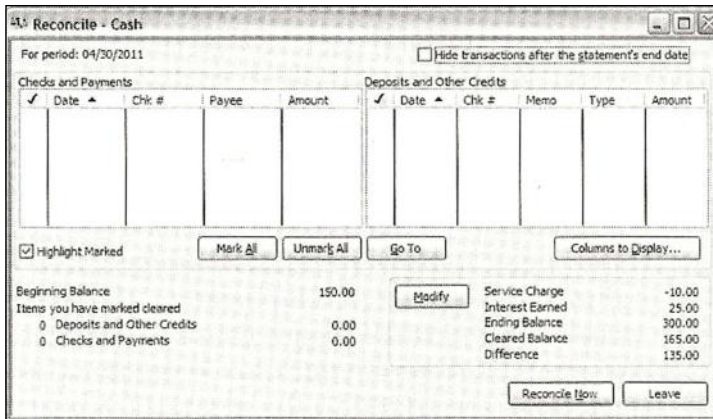 Reconcile - Cash
For period: 04/30/2011
Hide transactions after the statement's end date
Checks and Payments
Date Chk # Payee Amount
Deposits and Other Credits
Date Chk # Memo Type Amount
Highlight Marked
Mark All
Unmark All
Go To
Columns to Display...
Beginning Balance 150.00
Items you have marked cleared
0 Deposits and Other Credits 0.00
0 Checks and Payments 0.00
Modify
Service Charge -10.00
Interest Earned 25.00
Ending Balance 300.00
Cleared Balance 165.00
Difference 135.00
Reconcile Now
Leave